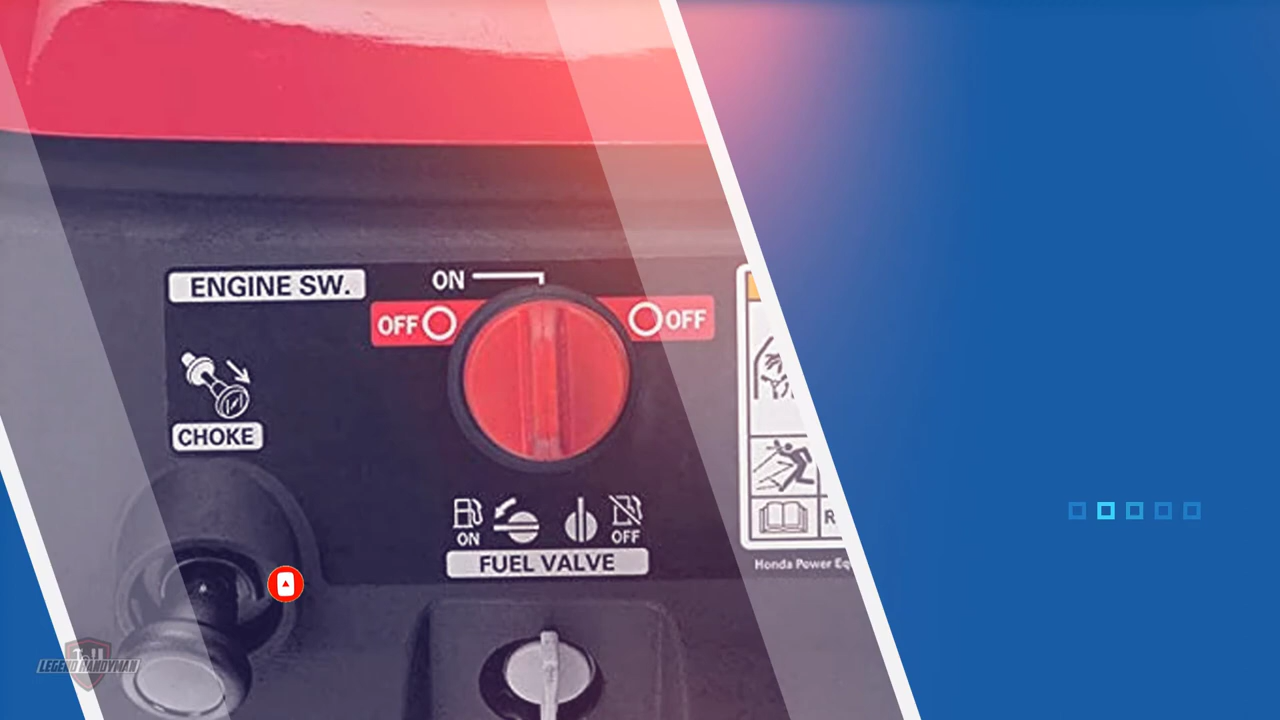 ENGINE SW.
ON
OFF
OFF
CHOKE
ON
OFF
FUEL VALVE
R
Honda Power Eq
LEGEND HANDYMAN